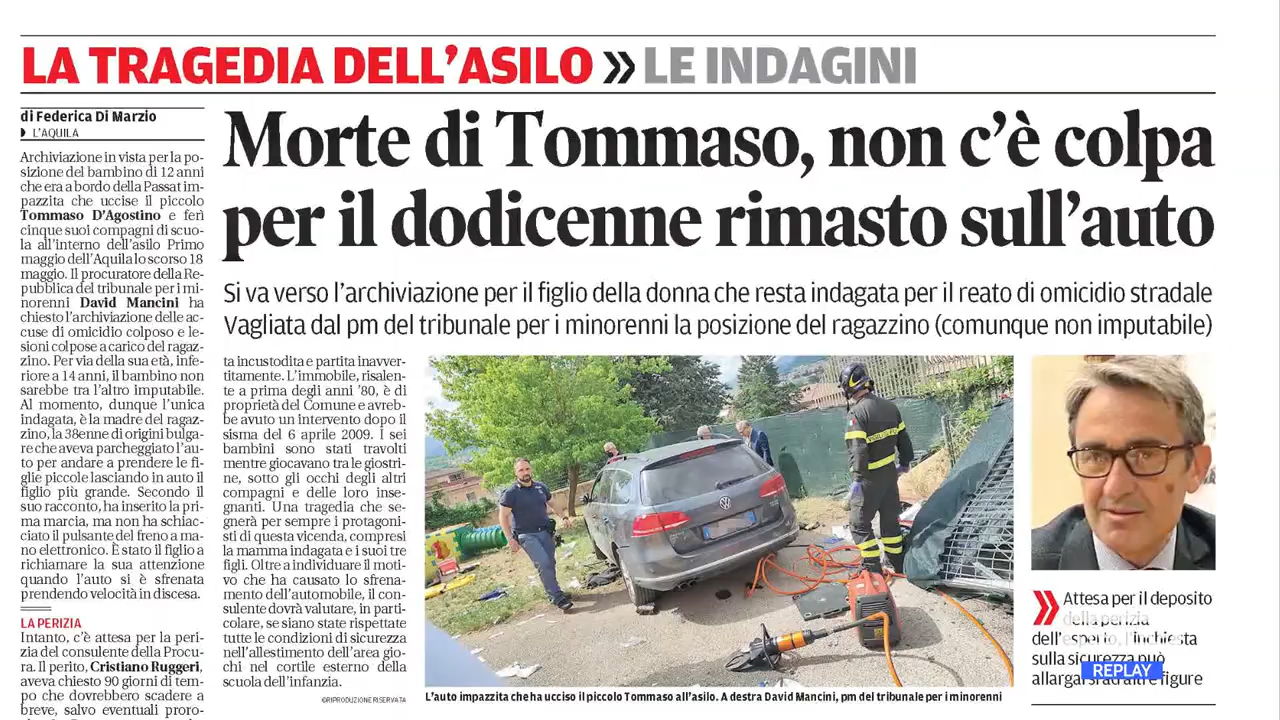 LA TRAGEDIA DELL'ASILO » LE INDAGINI
di Federica Di Marzio
L'AQUILA
Morte di Tommaso, non c'è colpa
per il dodicenne rimasto sull'auto
Si va verso l'archiviazione per il figlio della donna che resta indagata per il reato di omicidio stradale
Vagliata dal pm del tribunale per i minorenni la posizione del ragazzino (comunque non imputabile)
Archiviazione in vista per la po-
sizione del bambino di 12 anni
che era a bordo della Passat im-
pazzita che uccise il piccolo
Tommaso D'Agostino e ferì
cinque suoi compagni di scuo-
la all'interno dell'asilo Primo
maggio dell'Aquila lo scorso 18
maggio. Il procuratore della Re-
pubblica del tribunale per i mi-
norenni David Mancini ha
chiesto l'archiviazione delle ac-
cuse di omicidio colposo e le-
sioni colpose a carico del ragaz-
zino. Per via della sua età, infe-
riore a 14 anni, il bambino non
sarebbe tra l'altro imputabile.
Al momento, dunque l'unica
indagata, è la madre del ragaz-
zino, la 38enne di origini bulga-
re che aveva parcheggiato l'au-
to per andare a prendere le fi-
glie piccole lasciando in auto il
figlio più grande. Secondo il
suo racconto, ha inserito la pri-
ma marcia, ma non ha schiac-
ciato il pulsante del freno a ma-
no elettronico. È stato il figlio a
richiamare la sua attenzione
quando l'auto si è sfrenata
prendendo velocità in discesa.
LA PERIZIA
Intanto, c'è attesa per la peri-
zia del consulente della Procu-
ra. Il perito, Cristiano Ruggeri,
aveva chiesto 90 giorni di tem-
po che dovrebbero scadere a
breve, salvo eventuali proro-
ta incustodita e partita inavver-
titamente. L'immobile, risalen-
te a prima degli anni '80, è di
proprietà del Comune e avreb-
be avuto un intervento dopo il
sisma del 6 aprile 2009. I sei
bambini sono stati travolti
mentre giocavano tra le giostri-
ne, sotto gli occhi degli altri
compagni e delle loro inse-
gnanti. Una tragedia che se-
gnerà per sempre i protagoni-
sti di questa vicenda, compresi
la mamma indagata e i suoi tre
figli. Oltre a individuare il mo-
tivo che ha causato lo sfrena-
mento dell'automobile, il con-
sulente dovrà valutare, in parti-
colare, se siano state rispettate
tutte le condizioni di sicurezza
nell'allestimento dell'area gio-
chi nel cortile esterno della
scuola dell'infanzia.
©RIPRODUZIONE RISERVATA
L'auto impazzita che ha ucciso il piccolo Tommaso all'asilo. A destra David Mancini, pm del tribunale per i minorenni
Attesa per il deposito
della perizia
dell'esperto, l'inchiesta
sulla sicurezza può
figure
REPLAY